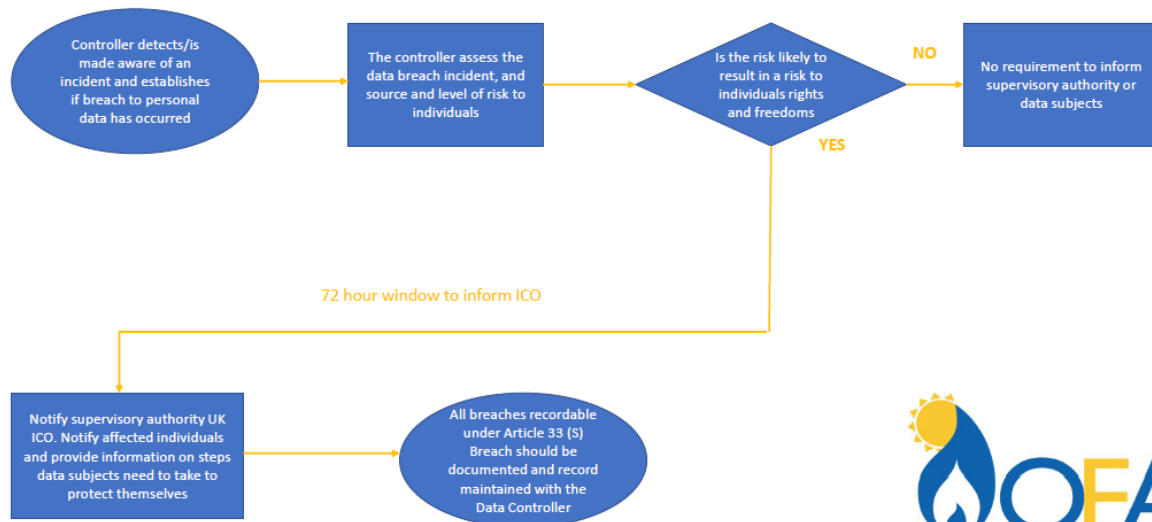 Controller detects/is
made aware of an
incident and establishes
if breach to personal
data has occurred
The controller assess the
data breach incident, and
source and level of risk to
individuals
Is the risk likely to
result in a risk to
individuals rights
and freedoms
NO
No requirement to inform
supervisory authority or
data subjects
YES
72 hour window to inform ICO
Notify supervisory authority UK
ICO. Notify affected individuals
and provide information on steps
data subjects need to take to
protect themselves
All breaches recordable
under Article 33 (S)
Breach should be
documented and record
maintained with the
Data Controller
OFA